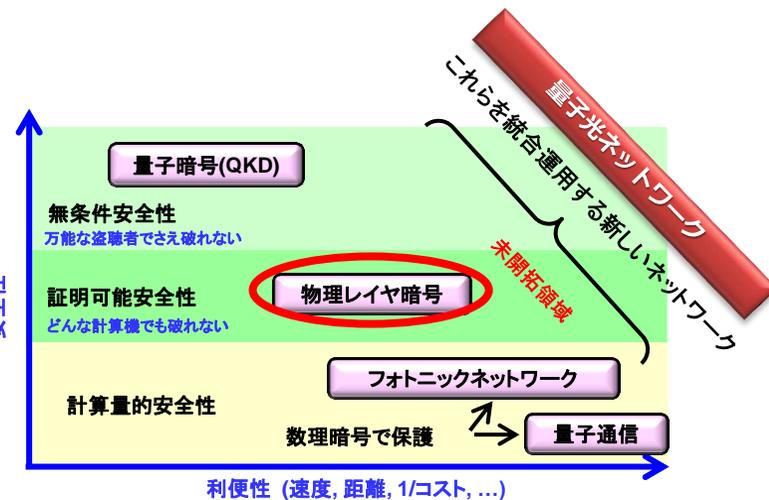 量子光ネットワーク
これらを統合運用する新しいネットワーク
量子暗号(QKD)
無条件安全性
万能な盗聴者でさえ破れない
未開拓領域
証明可能安全性
物理レイヤ暗号
どんな計算機でも破れない
フォトニックネットワーク
計算量的安全性
数理暗号で保護
量子通信
利便性 (速度, 距離, 1/コスト, …)